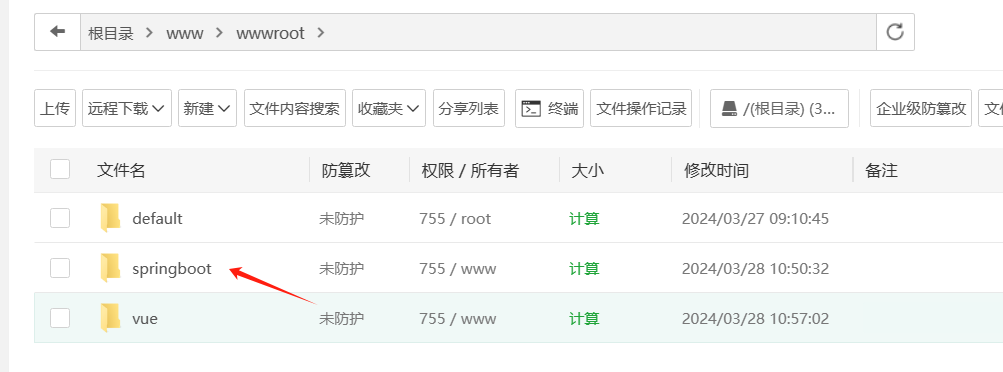 根目录 > www > wwwroot >
上传 远程下载 新建 文件内容搜索 收藏夹 分享列表 终端 文件操作记录 /(根目录) (3... 企业级防篡改
文件名 防篡改 权限 / 所有者 大小 修改时间 备注
default 未防护 755 / root 计算 2024/03/27 09:10:45
springboot 未防护 755 / www 计算 2024/03/28 10:50:32
vue 未防护 755 / www 计算 2024/03/28 10:57:02